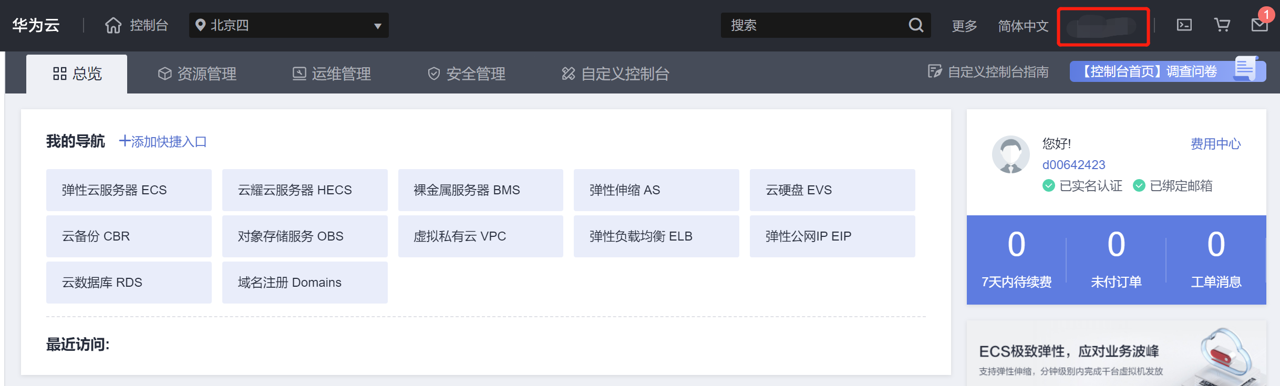 华为云 控制台 北京四 搜索 更多 简体中文 1
总览 资源管理 运维管理 安全管理 自定义控制台 自定义控制台指南 【控制台首页】调查问卷
我的导航 添加快捷入口
弹性云服务器 ECS 云耀云服务器 HECS 裸金属服务器 BMS 弹性伸缩 AS 云硬盘 EVS
云备份 CBR 对象存储服务 OBS 虚拟私有云 VPC 弹性负载均衡 ELB 弹性公网IP EIP
云数据库 RDS 域名注册 Domains
最近访问:
您好! 费用中心
d00642423
已实名认证 已绑定邮箱
0 0 0
7天内待续费 未付订单 工单消息
ECS极致弹性，应对业务波峰
支持弹性伸缩，分钟级别内完成千台虚拟机发放